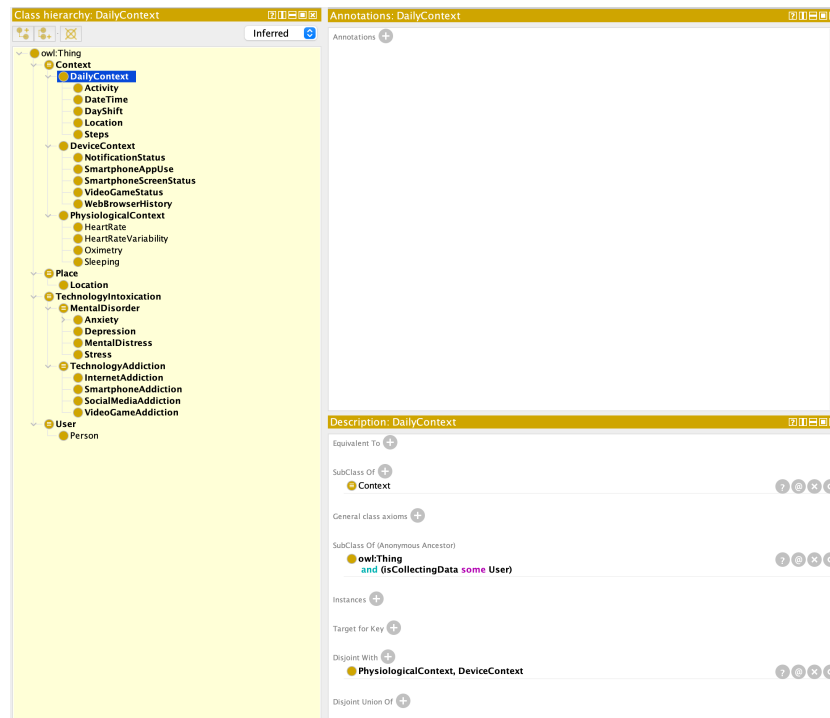 Class hierarchy: DailyContext
Inferred
owl:Thing
Context
DailyContext
Activity
DateTime
DayShift
Location
Steps
DeviceContext
NotificationStatus
SmartphoneAppUse
SmartphoneScreenStatus
VideoGameStatus
WebBrowserHistory
PhysiologicalContext
HeartRate
HeartRateVariability
Oximetry
Sleeping
Place
Location
TechnologyIntoxication
MentalDisorder
Anxiety
Depression
MentalDistress
Stress
TechnologyAddiction
InternetAddiction
SmartphoneAddiction
SocialMediaAddiction
VideoGameAddiction
User
Person
Annotations: DailyContext
Annotations
Description: DailyContext
Equivalent To
SubClass Of
Context
General class axioms
SubClass Of (Anonymous Ancestor)
owl:Thing
and (isCollectingData some User)
Instances
Target for Key
Disjoint With
PhysiologicalContext, DeviceContext
Disjoint Union Of